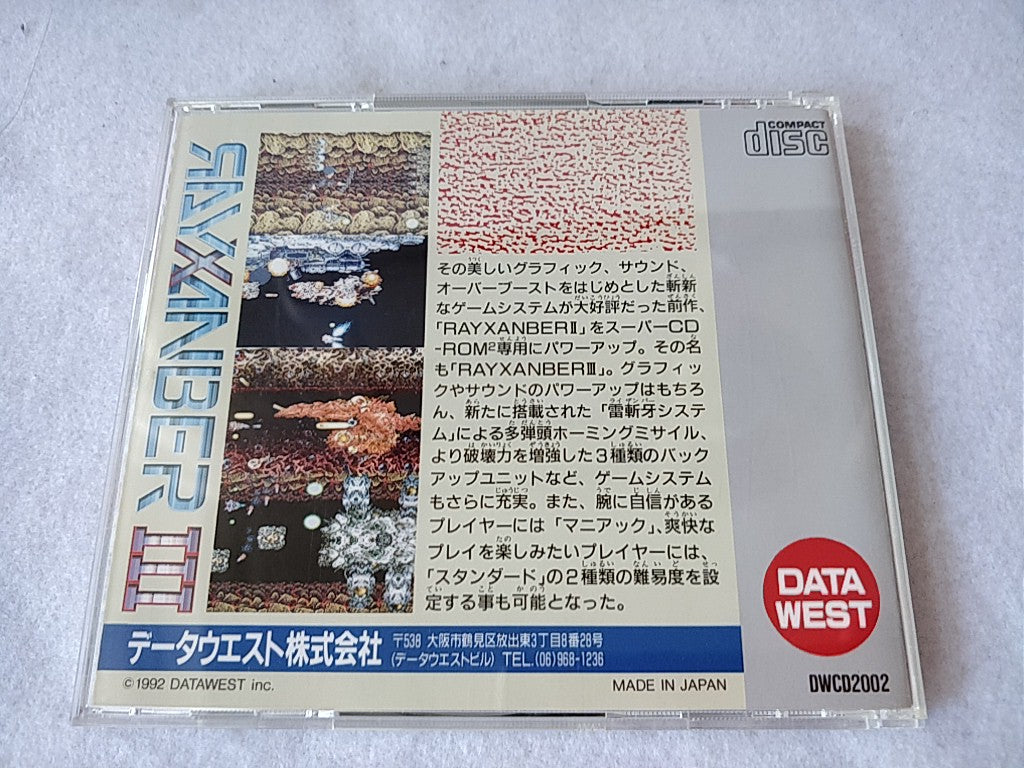 COMPACT
disc
RAYXANBER III
その美しいグラフィック、サウンド、
オーバーブーストをはじめとした斬新
なゲームシステムが大好評だった前作、
「RAYXANBERⅡ」をスーパーCD
-ROM²専用にパワーアップ。その名
も「RAYXANBERⅢ」。グラフィッ
クやサウンドのパワーアップはもちろ
ん、新たに搭載された「雷斬牙システ
ム」による多弾頭ホーミングミサイル、
より破壊力を増強した3種類のバック
アップユニットなど、ゲームシステム
もさらに充実。また、腕に自信がある
プレイヤーには「マニアック」、爽快な
プレイを楽しみたいプレイヤーには、
「スタンダード」の2種類の難易度を設
定する事も可能となった。
DATA
WEST
データウエスト株式会社
〒538 大阪市鶴見区放出東3丁目8番28号
(データウエストビル) TEL.(06)968-1236
©1992 DATAWEST inc.
MADE IN JAPAN
DWCD2002